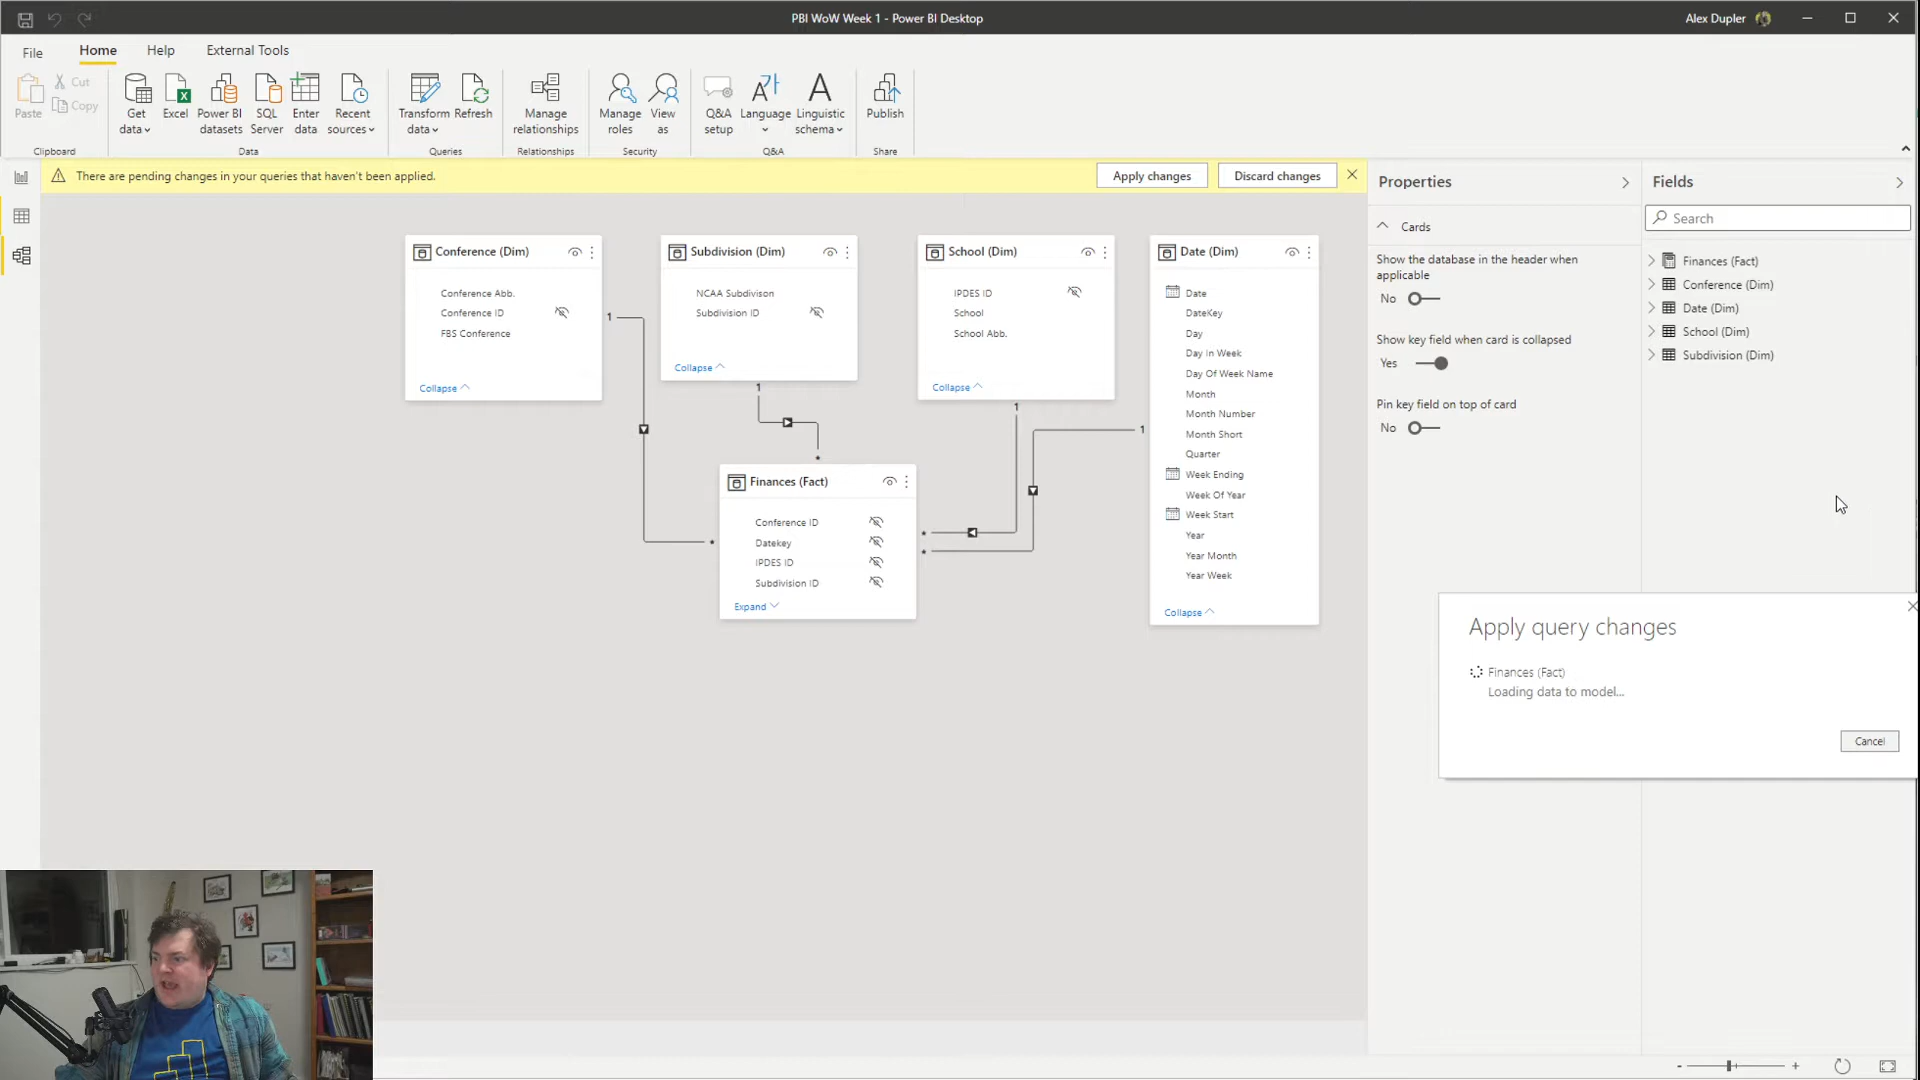 PBI WoW Week 1 - Power BI Desktop
Alex Dupler
File
Home
Help
External Tools
Paste
Cut
Copy
Clipboard
Get data
Excel
Power BI datasets
SQL Server
Enter data
Recent sources
Data
Transform data
Refresh
Queries
Manage relationships
Relationships
Manage roles
View as
Security
Q&A setup
Language
Linguistic schema
Q&A
Publish
Share
There are pending changes in your queries that haven't been applied.
Apply changes
Discard changes
Conference (Dim)
Conference Abb.
Conference ID
FBS Conference
Collapse
1
*
Subdivision (Dim)
NCAA Subdivison
Subdivision ID
Collapse
1
*
School (Dim)
IPDES ID
School
School Abb.
Collapse
1
*
Date (Dim)
Date
DateKey
Day
Day In Week
Day Of Week Name
Month
Month Number
Month Short
Quarter
Week Ending
Week Of Year
Week Start
Year
Year Month
Year Week
Collapse
1
*
Finances (Fact)
Conference ID
Datekey
IPDES ID
Subdivision ID
Expand
Properties
Cards
Show the database in the header when
applicable
No
Show key field when card is collapsed
Yes
Pin key field on top of card
No
Fields
Search
Finances (Fact)
Conference (Dim)
Date (Dim)
School (Dim)
Subdivision (Dim)
Apply query changes
Finances (Fact)
Loading data to model...
Cancel
- +